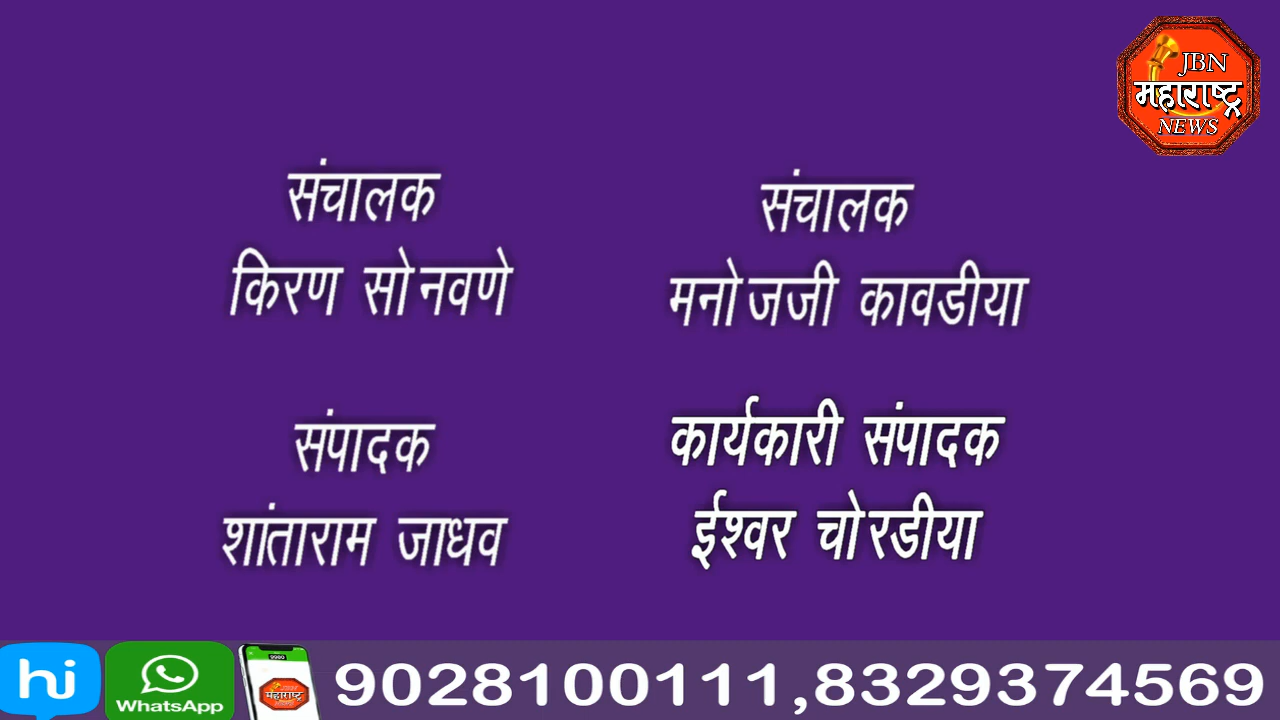 JBN
महाराष्ट्र
NEWS
संचालक
किरण सोनवणे
संचालक
मनोजजी कावडीया
संपादक
शांताराम जाधव
कार्यकारी संपादक
ईश्वर चोरडीया
hi
WhatsApp
महाराष्ट्र
9028100111,8329374569